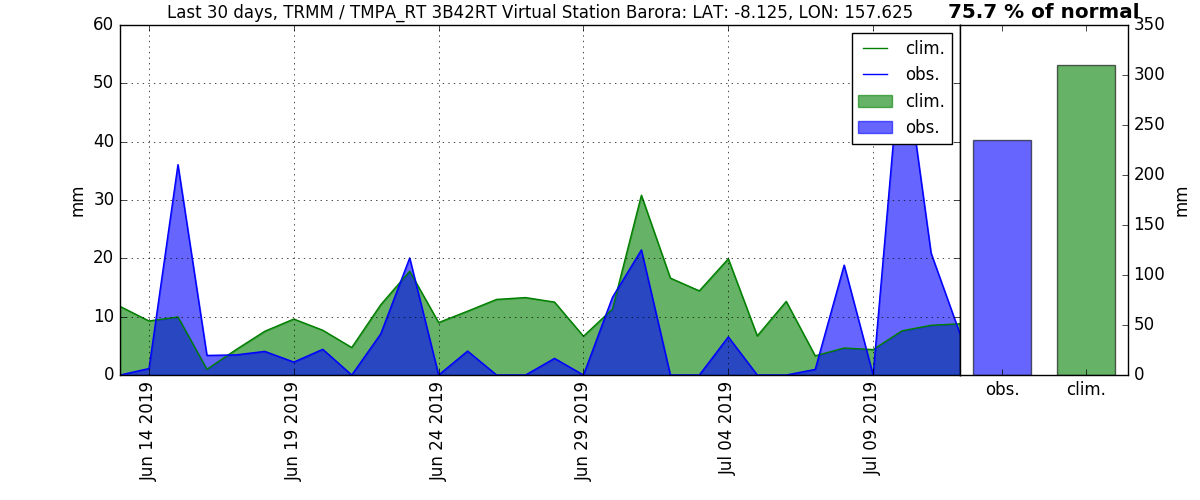 Last 30 days, TRMM / TMPA_RT 3B42RT Virtual Station Barora: LAT: -8.125, LON: 157.625
75.7 % of normal
60
50
40
30
20
10
0
mm
clim.
obs.
clim.
obs.
350
300
250
200
150
100
50
0
mm
obs.
clim.
Jun 14 2019
Jun 19 2019
Jun 24 2019
Jun 29 2019
Jul 04 2019
Jul 09 2019